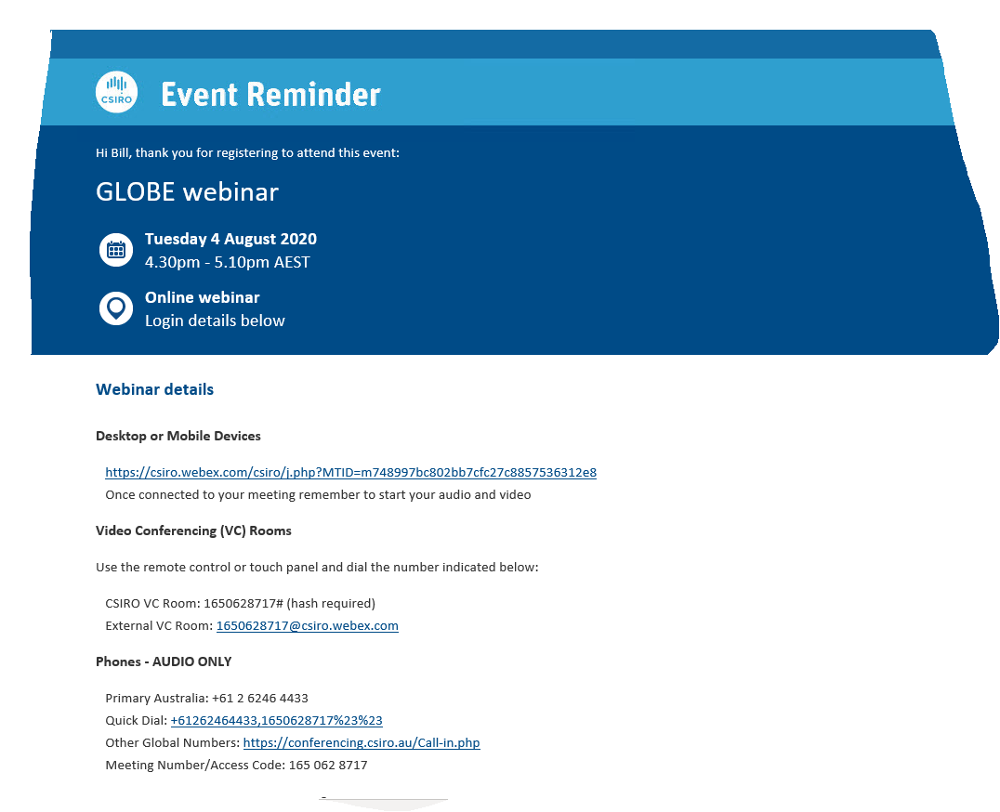 CSIRO
Event Reminder
Hi Bill, thank you for registering to attend this event:
GLOBE webinar
Tuesday 4 August 2020
4.30pm - 5.10pm AEST
Online webinar
Login details below
Webinar details
Desktop or Mobile Devices
https://csiro.webex.com/csiro/j.php?MTID=m748997bc802bb7cfc27c8857536312e8
Once connected to your meeting remember to start your audio and video
Video Conferencing (VC) Rooms
Use the remote control or touch panel and dial the number indicated below:
CSIRO VC Room: 1650628717# (hash required)
External VC Room: 1650628717@csiro.webex.com
Phones - AUDIO ONLY
Primary Australia: +61 2 6246 4433
Quick Dial: +61262464433,1650628717%23%23
Other Global Numbers: https://conferencing.csiro.au/Call-in.php
Meeting Number/Access Code: 165 062 8717